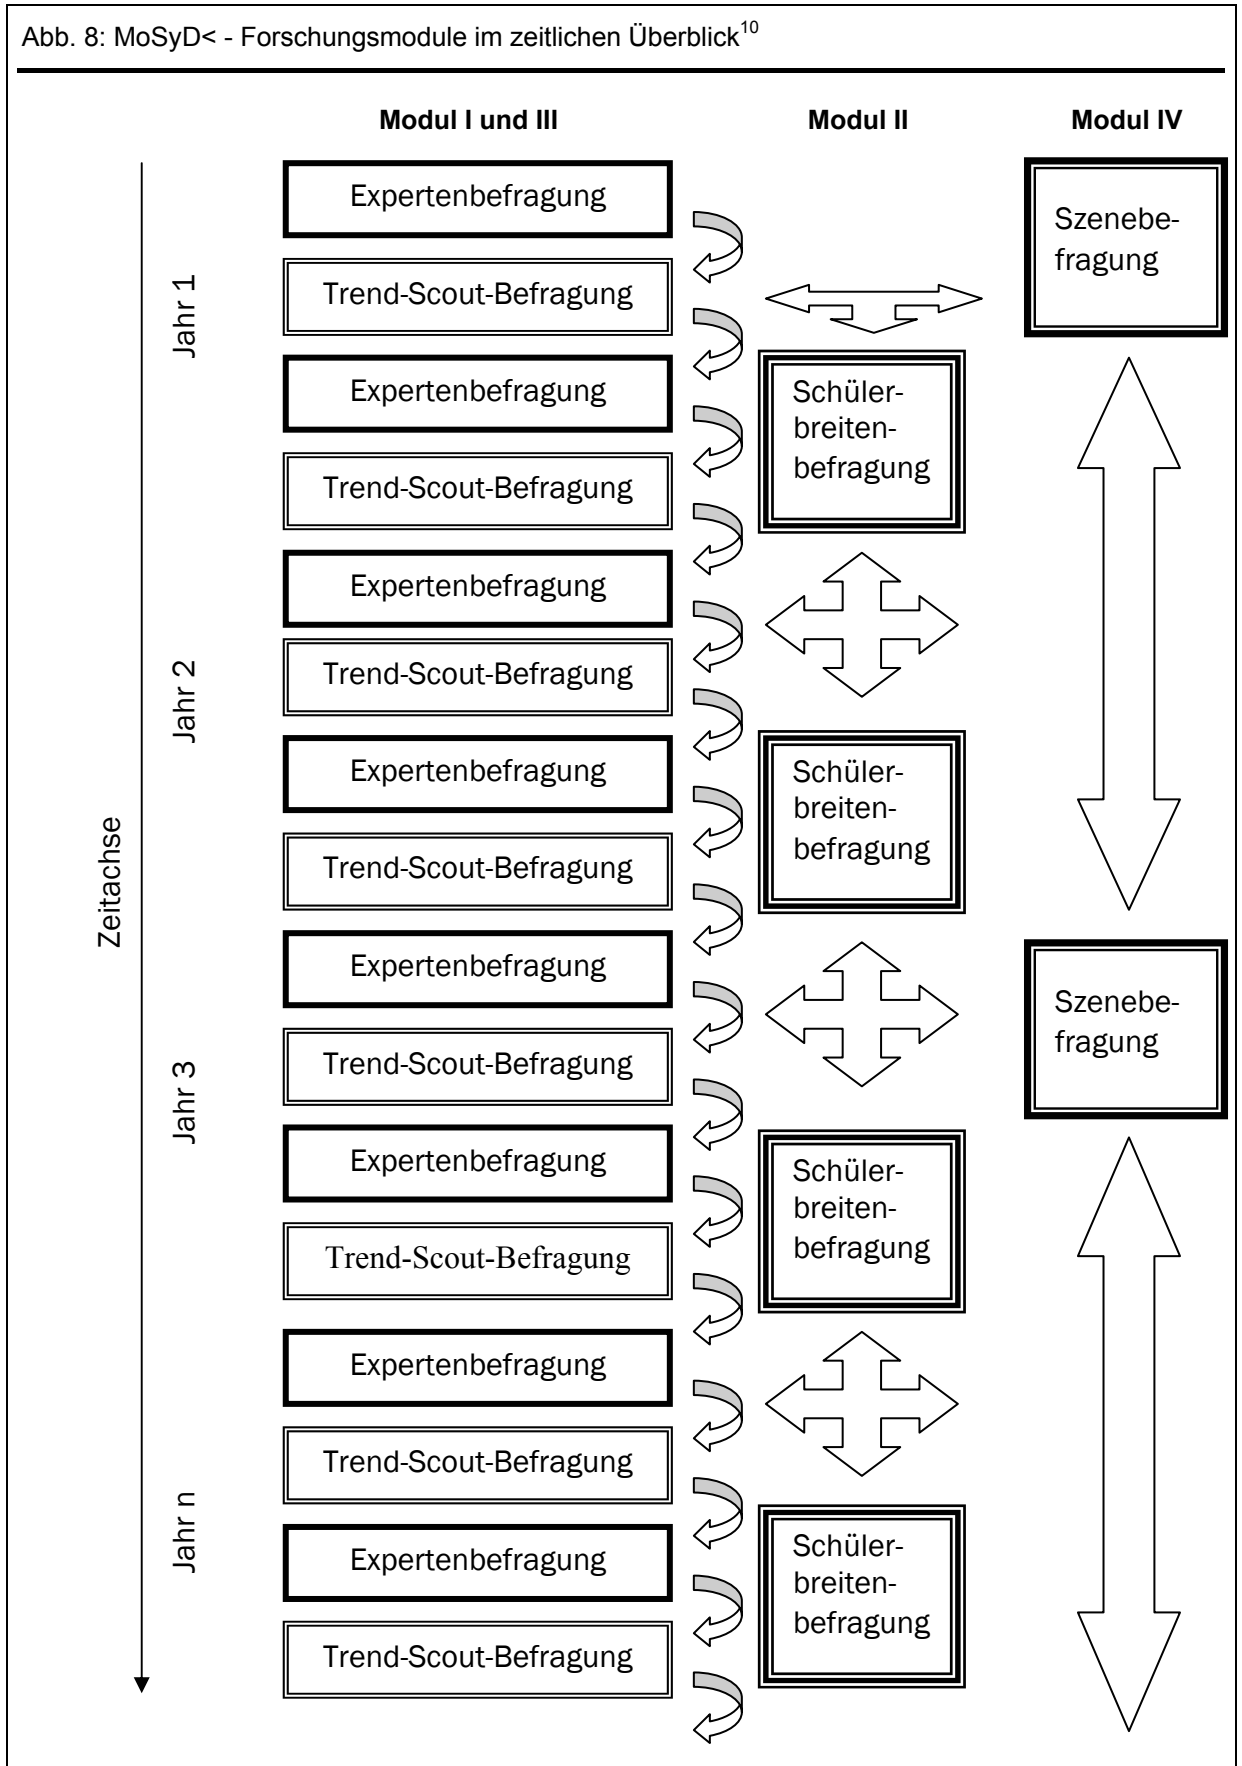 Abb. 8: MoSyD< - Forschungsmodule im zeitlichen Überblick10
Modul I und III
Modul II
Modul IV
Zeitachse
Jahr 1
Jahr 2
Jahr 3
Jahr n
Expertenbefragung
Trend-Scout-Befragung
Expertenbefragung
Trend-Scout-Befragung
Expertenbefragung
Trend-Scout-Befragung
Expertenbefragung
Trend-Scout-Befragung
Expertenbefragung
Trend-Scout-Befragung
Expertenbefragung
Trend-Scout-Befragung
Expertenbefragung
Trend-Scout-Befragung
Expertenbefragung
Trend-Scout-Befragung
Schüler-
breiten-
befragung
Schüler-
breiten-
befragung
Schüler-
breiten-
befragung
Schüler-
breiten-
befragung
Szenebe-
fragung
Szenebe-
fragung